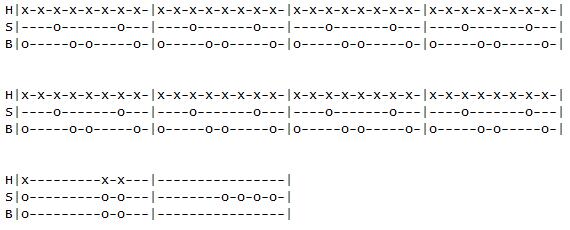 H|x-x-x-x-x-x-x-x-|x-x-x-x-x-x-x-x-|x-x-x-x-x-x-x-x-|x-x-x-x-x-x-x-x-|
S|----o-------o---|----o-------o---|----o-------o---|----o-------o---|
B|o-----o-o-----o-|o-----o-o-----o-|o-----o-o-----o-|o-----o-o-----o-|
H|x-x-x-x-x-x-x-x-|x-x-x-x-x-x-x-x-|x-x-x-x-x-x-x-x-|x-x-x-x-x-x-x-x-|
S|----o-------o---|----o-------o---|----o-------o---|----o-------o---|
B|o-----o-o-----o-|o-----o-o-----o-|o-----o-o-----o-|o-----o-o-----o-|
H|x---------x-x---|----------------|
S|o---------o-o---|--------o-o-o-o-|
B|o---------o-o---|----------------|